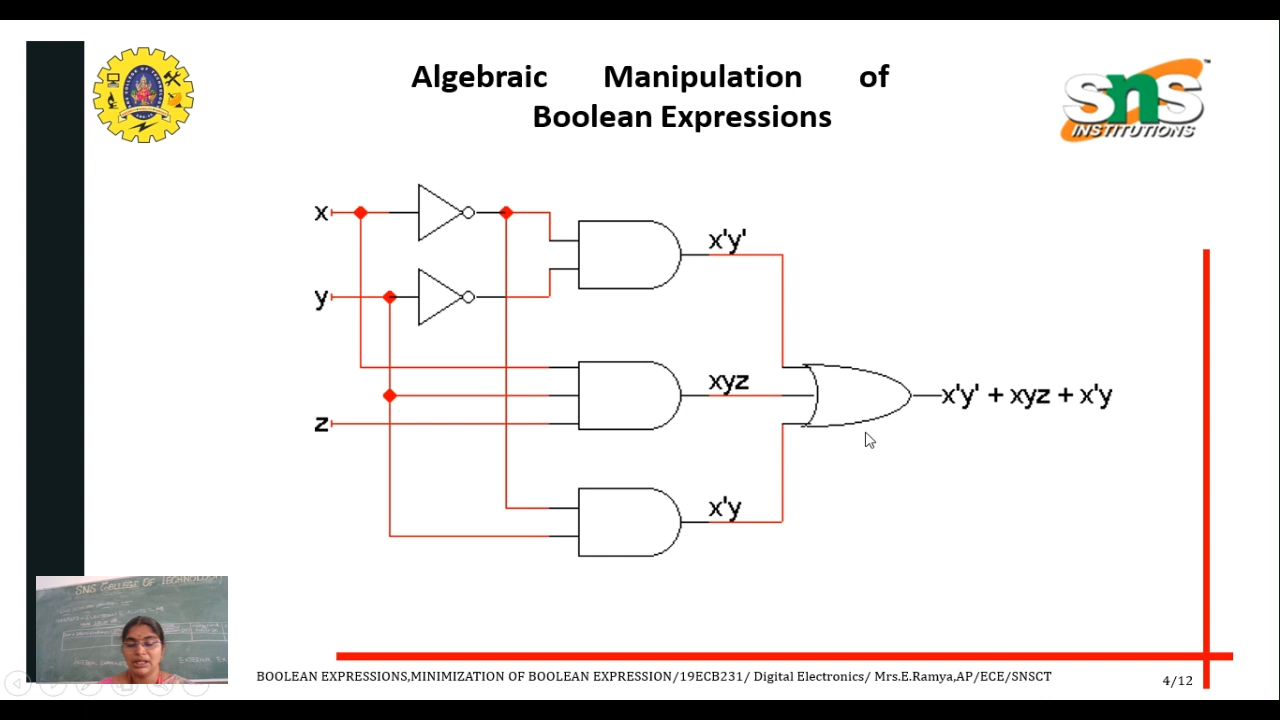 Algebraic Manipulation of
Boolean Expressions
SNS
INSTITUTIONS
x
y
z
x'y'
xyz
x'y
x'y' + xyz + x'y
SNS COLLEGE OF TECHNOLOGY
BOOLEAN EXPRESSIONS,MINIMIZATION OF BOOLEAN EXPRESSION/19ECB231/ Digital Electronics/ Mrs.E.Ramya,AP/ECE/SNSCT
4/12